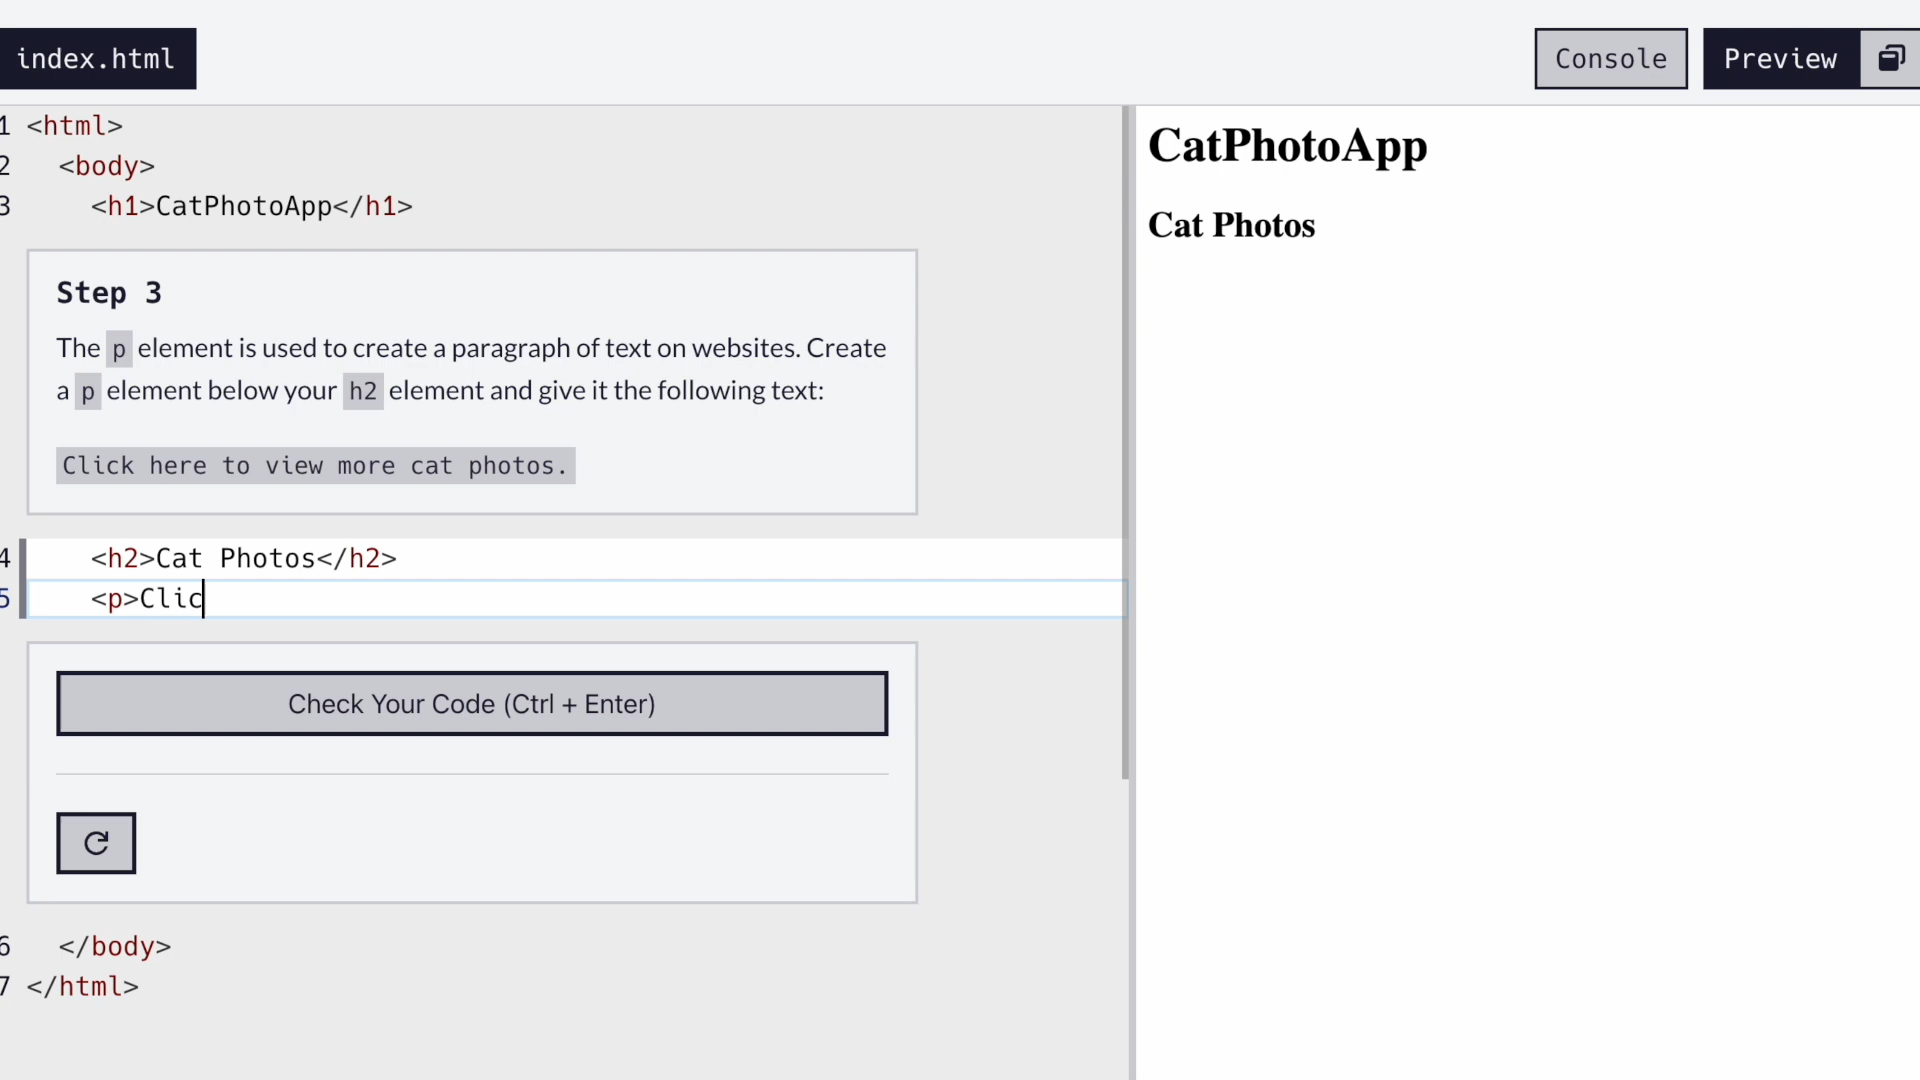 index.html
Console
Preview
1 <html>
2 <body>
3 <h1>CatPhotoApp</h1>
Step 3
The p element is used to create a paragraph of text on websites. Create
a p element below your h2 element and give it the following text:
Click here to view more cat photos.
4 <h2>Cat Photos</h2>
5 <p>Clic
Check Your Code (Ctrl + Enter)
6 </body>
7 </html>
CatPhotoApp
Cat Photos